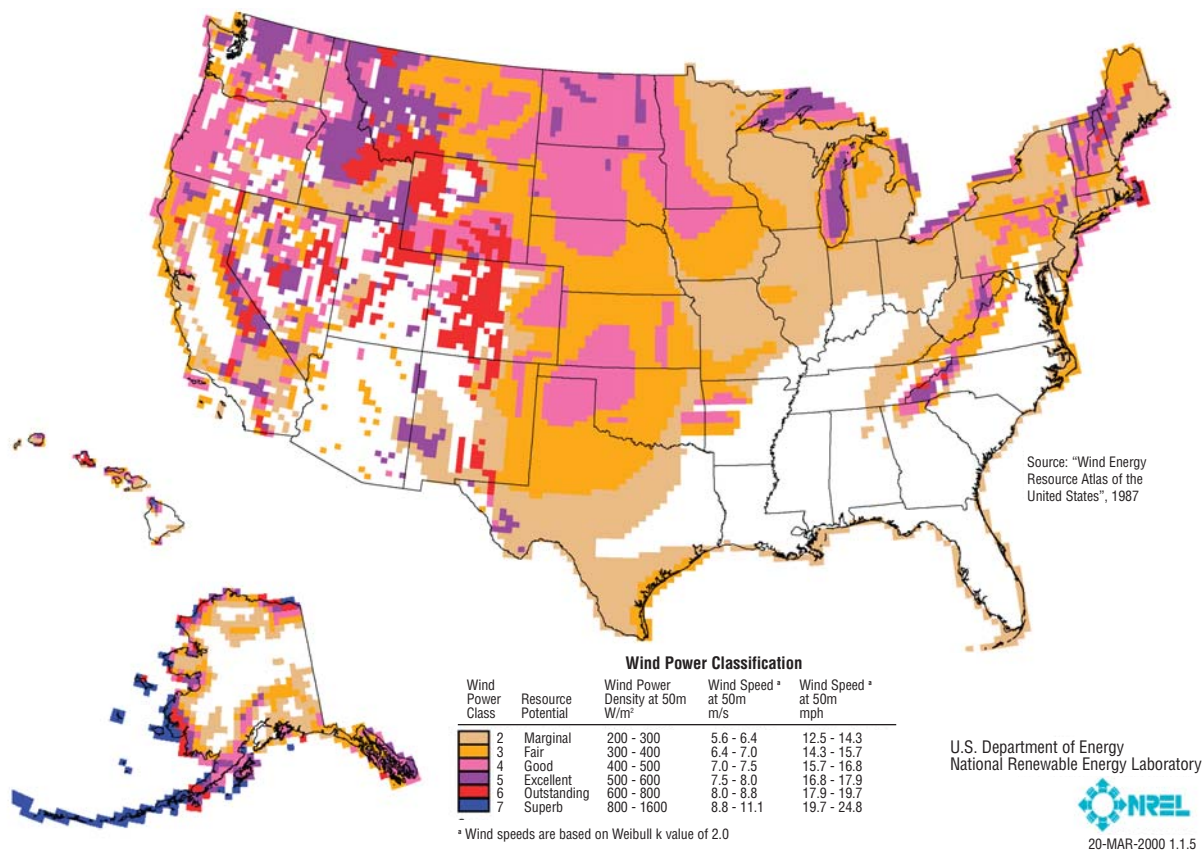 Source: “Wind Energy
Resource Atlas of the
United States”, 1987
Wind Power Classification
Wind Power Class Resource Potential Wind Power Density at 50m W/m² Wind Speed ª at 50m m/s Wind Speed ª at 50m mph
2 Marginal 200 - 300 5.6 - 6.4 12.5 - 14.3
3 Fair 300 - 400 6.4 - 7.0 14.3 - 15.7
4 Good 400 - 500 7.0 - 7.5 15.7 - 16.8
5 Excellent 500 - 600 7.5 - 8.0 16.8 - 17.9
6 Outstanding 600 - 800 8.0 - 8.8 17.9 - 19.7
7 Superb 800 - 1600 8.8 - 11.1 19.7 - 24.8
ª Wind speeds are based on Weibull k value of 2.0
U.S. Department of Energy
National Renewable Energy Laboratory
NREL
20-MAR-2000 1.1.5